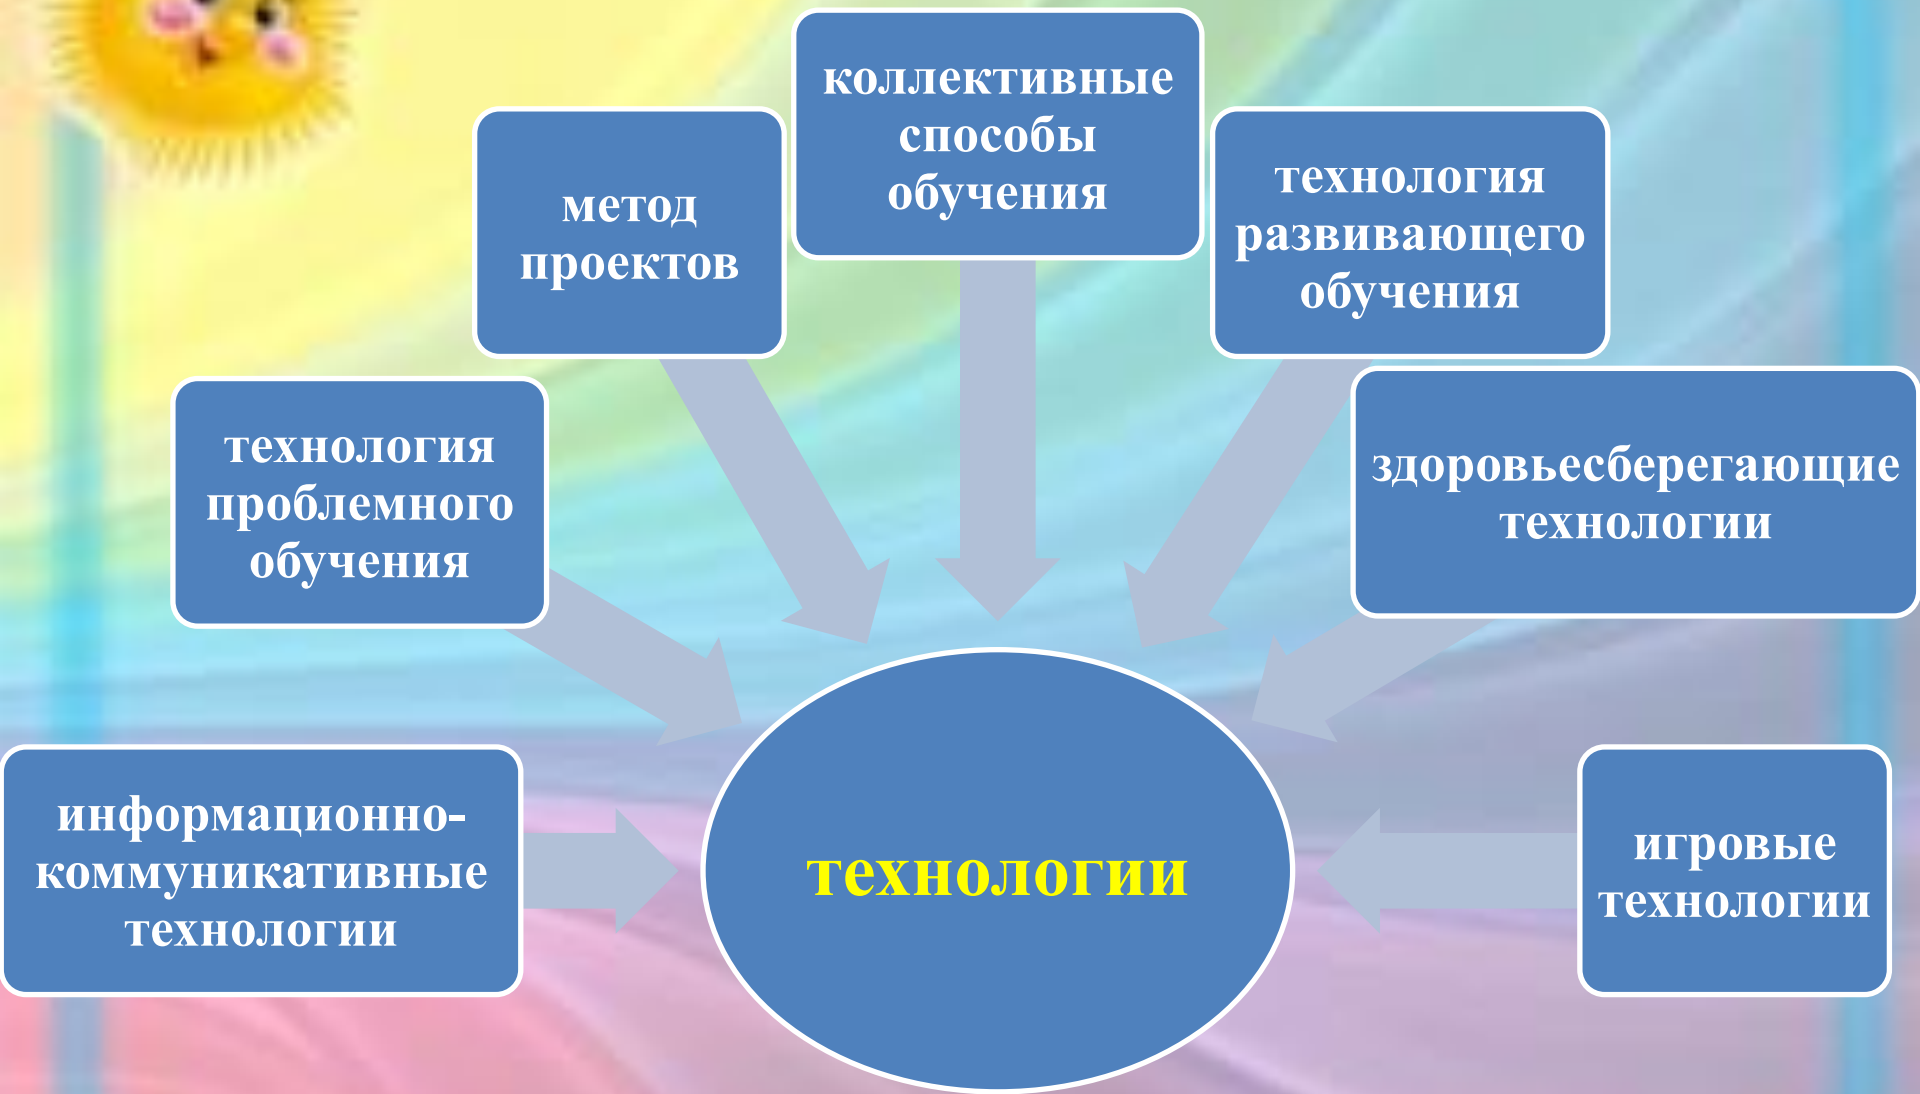 коллективные
способы
обучения
метод
проектов
технология
развивающего
обучения
технология
проблемного
обучения
здоровьесберегающие
технологии
информационно-
коммуникативные
технологии
технологии
игровые
технологии